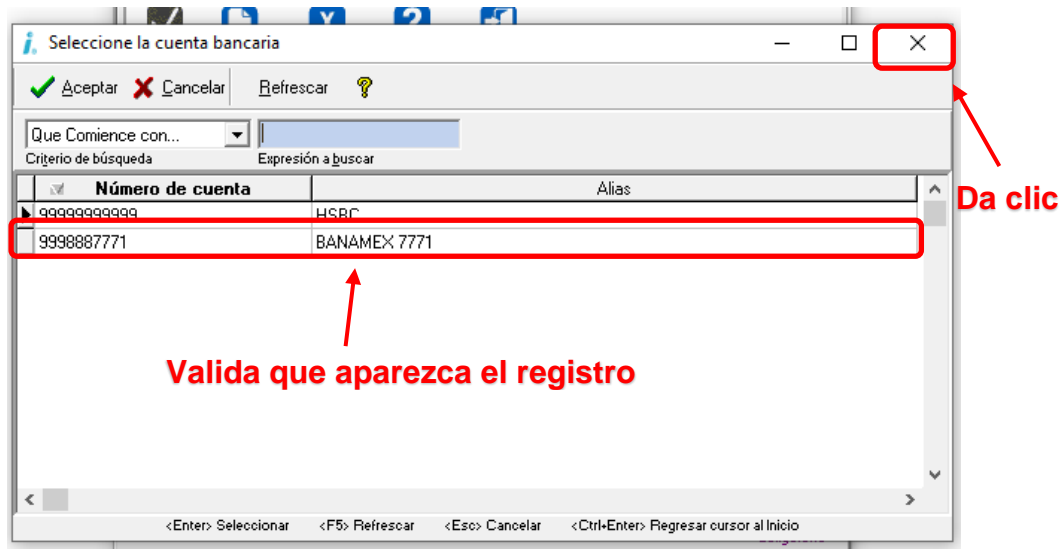 Seleccione la cuenta bancaria
Aceptar Cancelar Refrescar
Que Comience con...
Criterio de búsqueda Expresión a buscar
Número de cuenta Alias
Da clic
99999999999 HSBC
9998887771 BANAMEX 7771
Valida que aparezca el registro
<Enter> Seleccionar <F5> Refrescar <Esc> Cancelar <Ctrl+Enter> Regresar cursor al Inicio